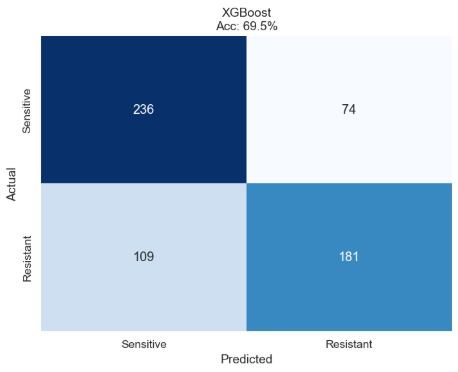 XGBoost
Acc: 69.5%
Actual
Sensitive
236
74
Resistant
109
181
Sensitive
Resistant
Predicted